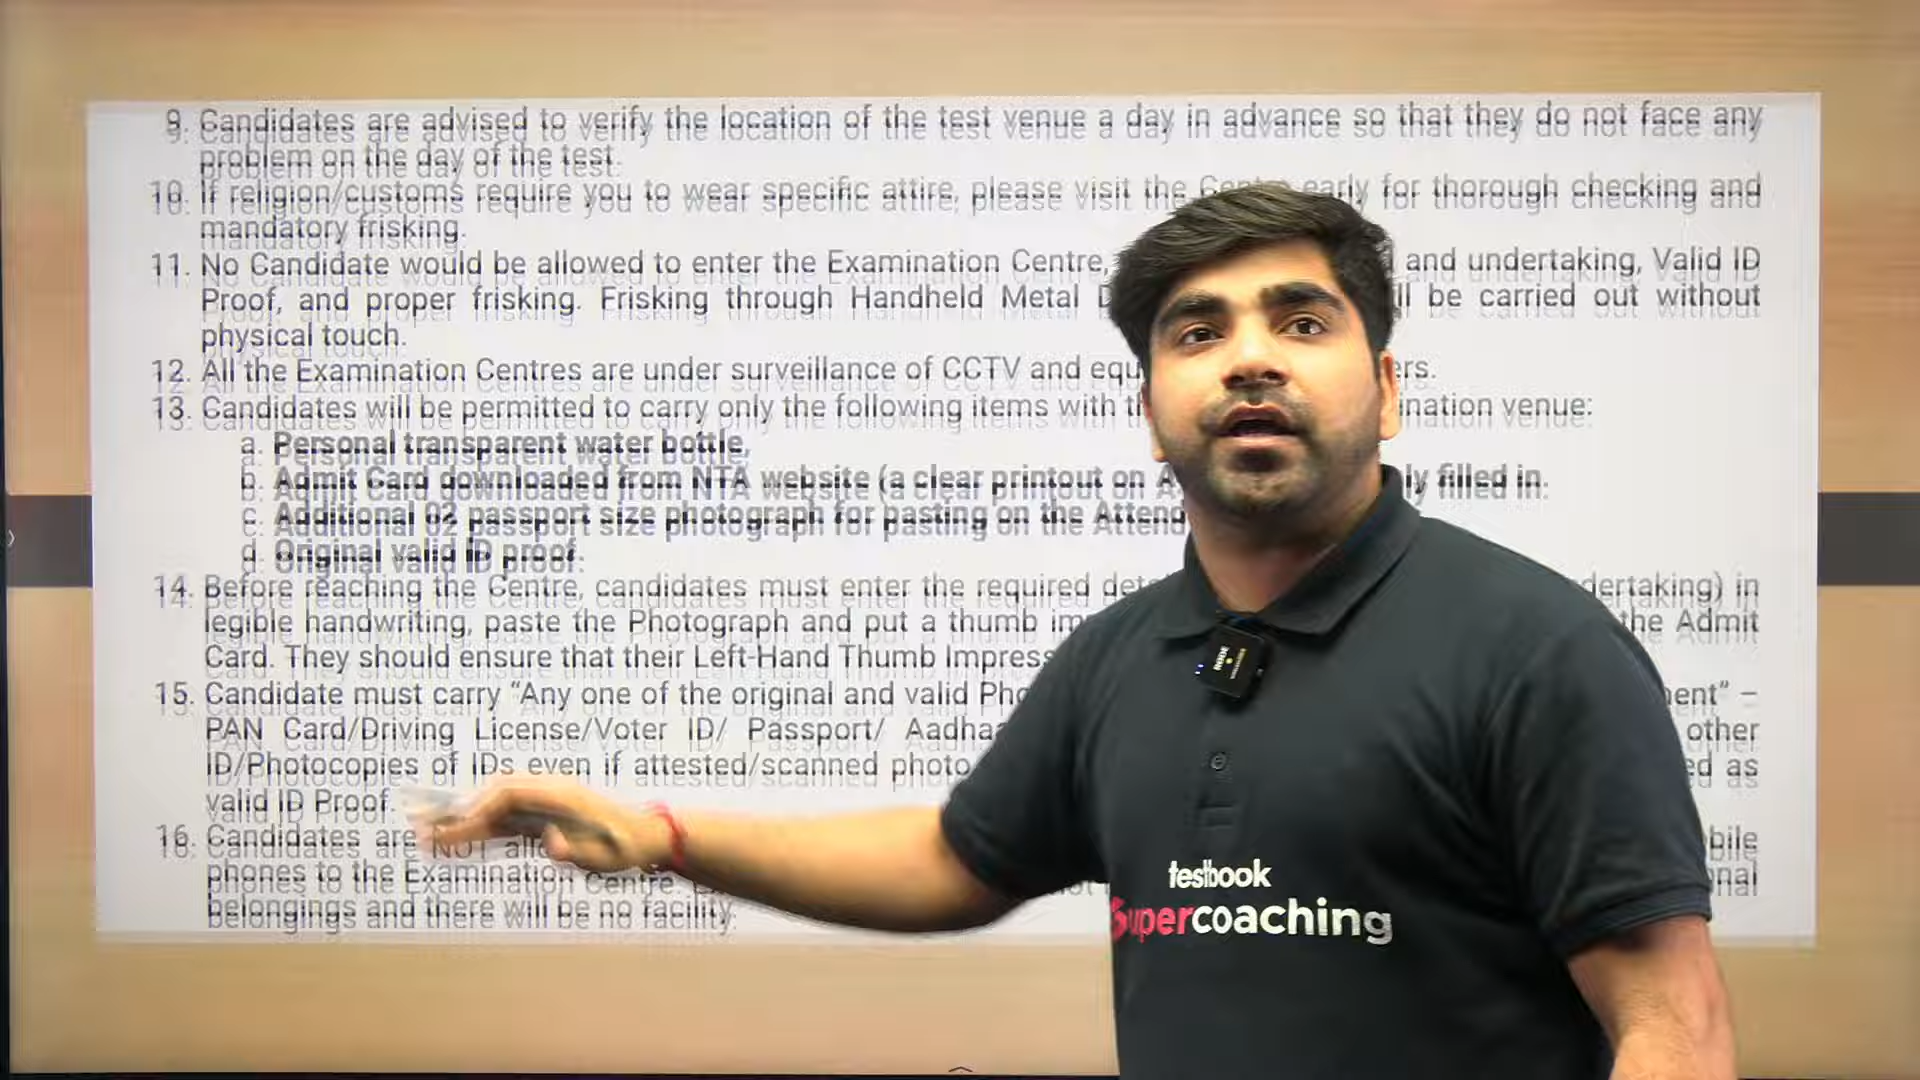 9. Candidates are advised to verify the location of the test venue a day in advance so that they do not face any
problem on the day of the test.
10. If religion/customs require you to wear specific attire, please visit the Centre early for thorough checking and
mandatory frisking.
11. No Candidate would be allowed to enter the Examination Centre, and undertaking, Valid ID
Proof, and proper frisking. Frisking through Handheld Metal be carried out without
physical touch.
12. All the Examination Centres are under surveillance of CCTV and
13. Candidates will be permitted to carry only the following items with venue:
a. Personal transparent water bottle,
b. Admit Card downloaded from NTA website (a clear printout on filled in.
c. Additional 02 passport size photograph for pasting on the
d. Original valid ID proof.
14. Before reaching the Centre, candidates must enter the required in
legible handwriting, paste the Photograph and put a thumb the Admit
Card. They should ensure that their Left-Hand Thumb
15. Candidate must carry “Any one of the original and valid –
PAN Card/Driving License/Voter ID/ Passport/ other
ID/Photocopies of IDs even if attested/scanned as
valid ID Proof.
16. Candidates are NOT
phones to the Examination Centre.
belongings and there will be no facility.
RODE
testbook
Supercoaching